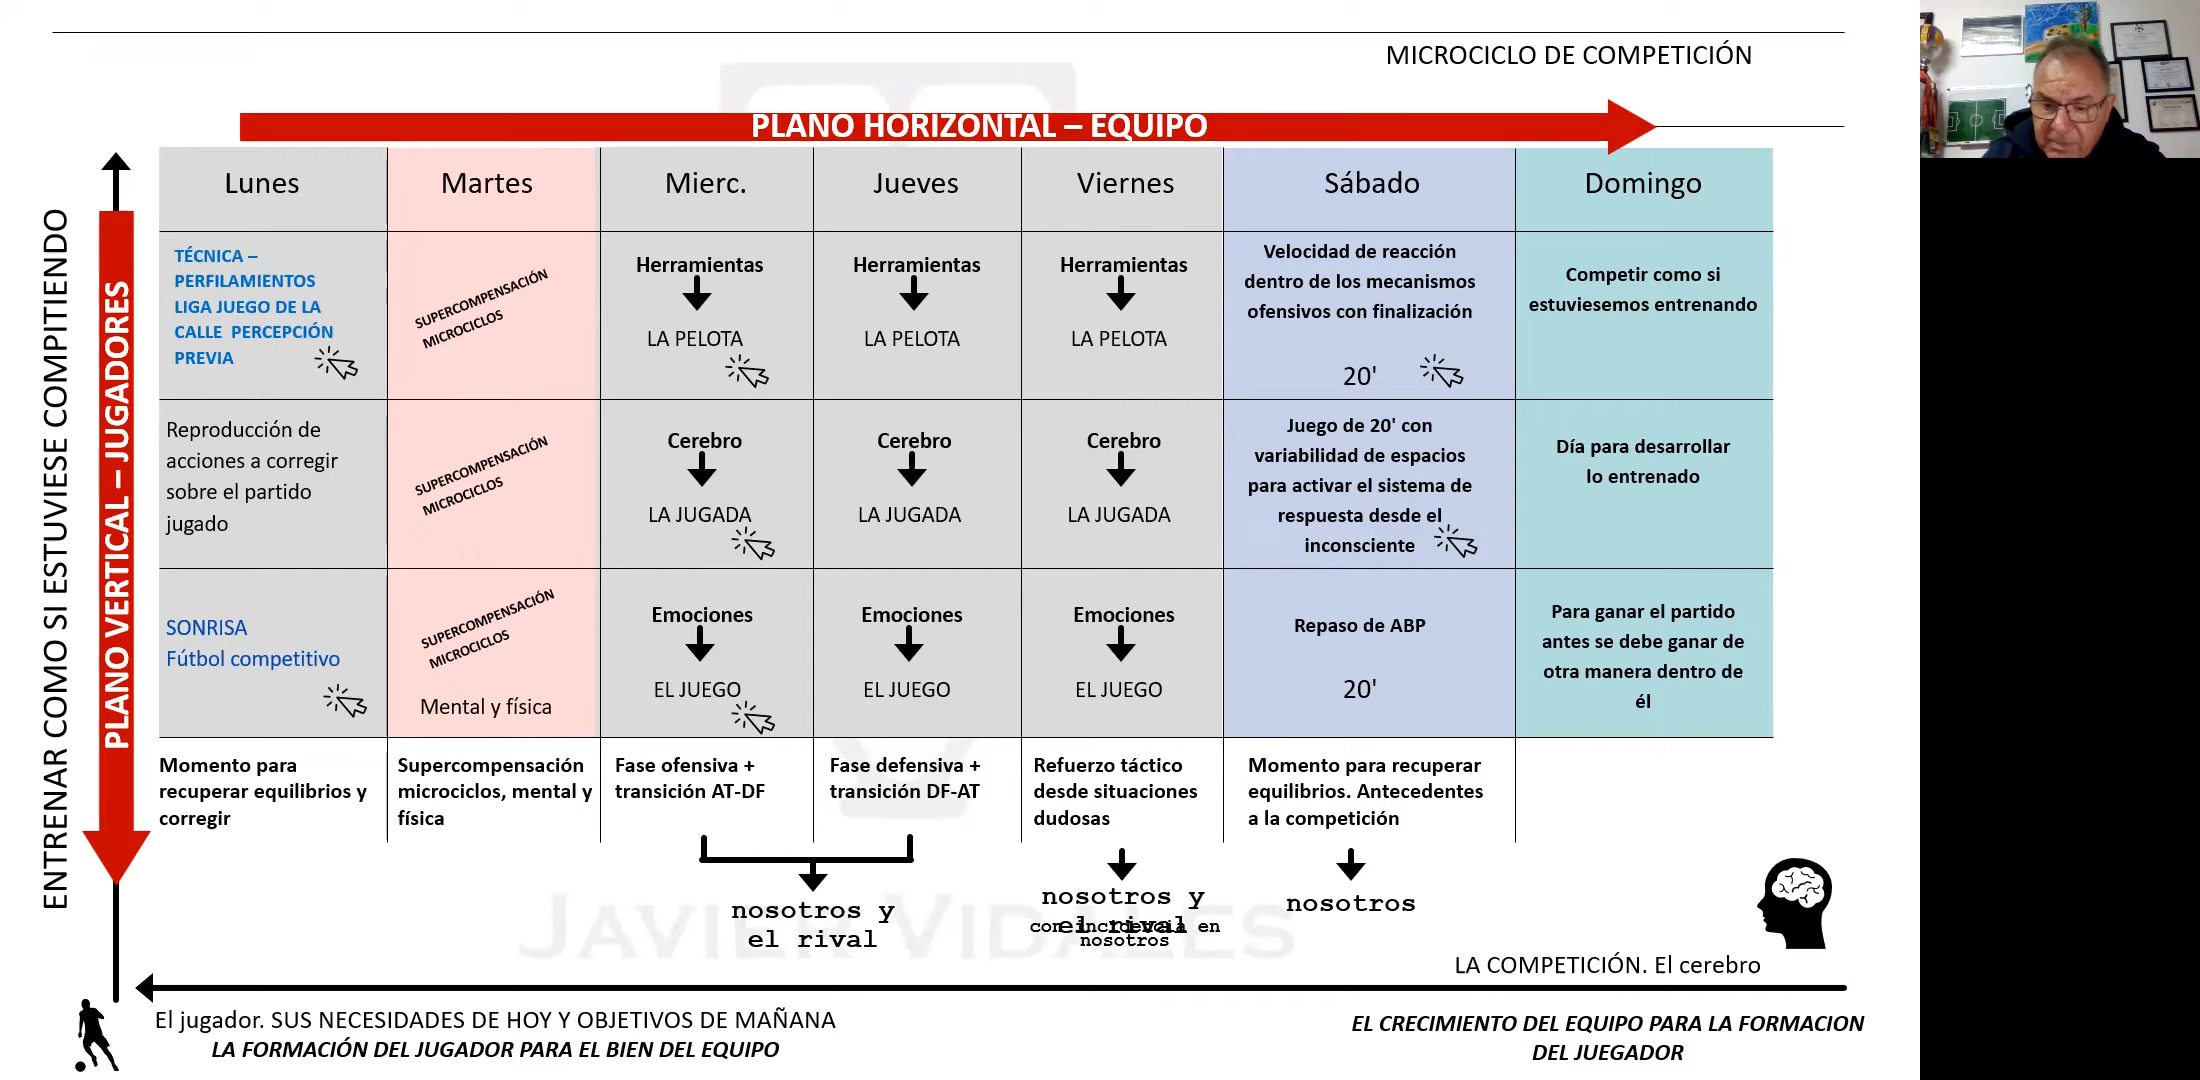 MICROCICLO DE COMPETICIÓN
PLANO HORIZONTAL – EQUIPO
ENTRENAR COMO SI ESTUVIESE COMPITIENDO
PLANO VERTICAL – JUGADORES
Lunes
Martes
Mierc.
Jueves
Viernes
Sábado
Domingo
TÉCNICA –
PERFILAMIENTOS
LIGA JUEGO DE LA
CALLE PERCEPCIÓN
PREVIA
SUPERCOMPENSACIÓN
MICROCICLOS
Herramientas
LA PELOTA
Herramientas
LA PELOTA
Herramientas
LA PELOTA
Velocidad de reacción
dentro de los mecanismos
ofensivos con finalización
20'
Competir como si
estuviesemos entrenando
Reproducción de
acciones a corregir
sobre el partido
jugado
SUPERCOMPENSACIÓN
MICROCICLOS
Cerebro
LA JUGADA
Cerebro
LA JUGADA
Cerebro
LA JUGADA
Juego de 20' con
variabilidad de espacios
para activar el sistema de
respuesta desde el
inconsciente
Día para desarrollar
lo entrenado
SONRISA
Fútbol competitivo
SUPERCOMPENSACIÓN
MICROCICLOS
Mental y física
Emociones
EL JUEGO
Emociones
EL JUEGO
Emociones
EL JUEGO
Repaso de ABP
20'
Para ganar el partido
antes se debe ganar de
otra manera dentro de
él
Momento para
recuperar equilibrios y
corregir
Supercompensación
microciclos, mental y
física
Fase ofensiva +
transición AT-DF
Fase defensiva +
transición DF-AT
Refuerzo táctico
desde situaciones
dudosas
Momento para recuperar
equilibrios. Antecedentes
a la competición
nosotros y
el rival
nosotros y
el rival
con incidencia en
nosotros
nosotros
JAVIER VIDALES
LA COMPETICIÓN. El cerebro
El jugador. SUS NECESIDADES DE HOY Y OBJETIVOS DE MAÑANA
LA FORMACIÓN DEL JUGADOR PARA EL BIEN DEL EQUIPO
EL CRECIMIENTO DEL EQUIPO PARA LA FORMACION
DEL JUEGADOR